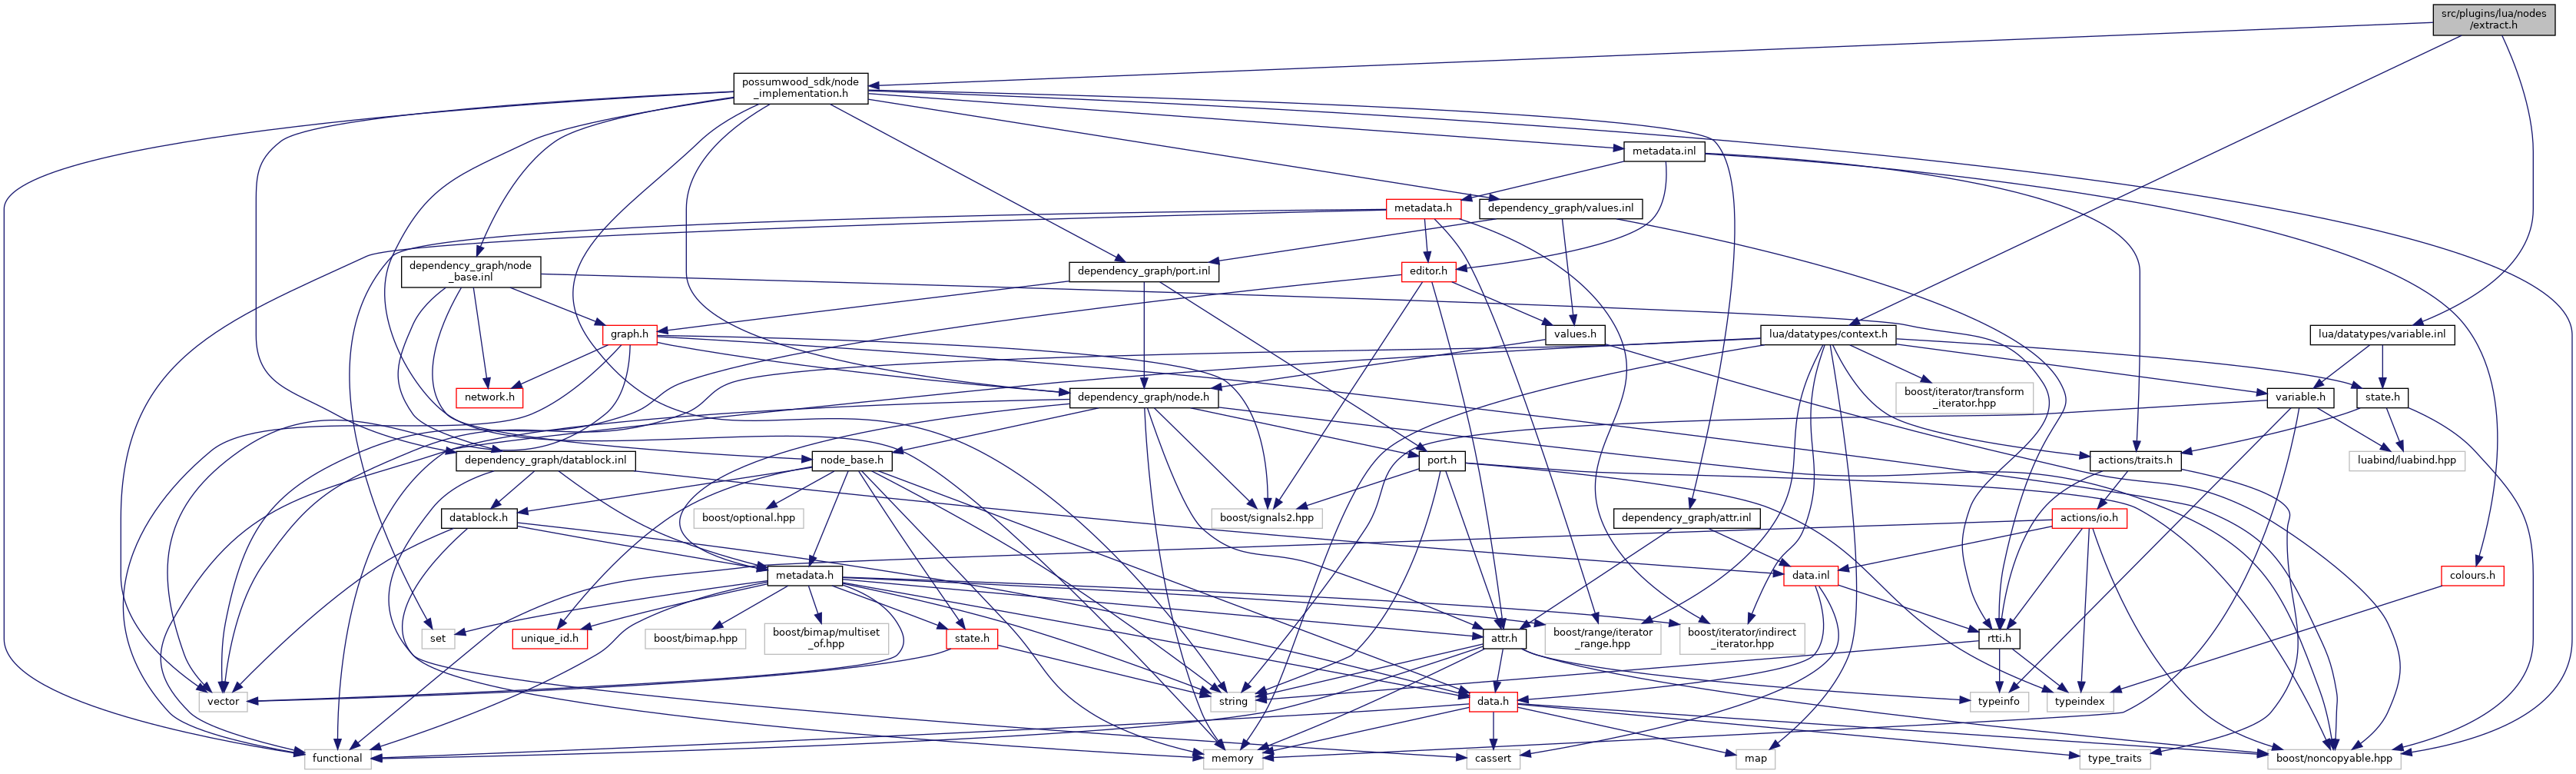 src/plugins/lua/nodes
/extract.h
possumwood_sdk/node
_implementation.h
metadata.inl
metadata.h
dependency_graph/values.inl
dependency_graph/node
_base.inl
dependency_graph/port.inl
editor.h
graph.h
values.h
lua/datatypes/context.h
lua/datatypes/variable.inl
network.h
dependency_graph/node.h
boost/iterator/transform
_iterator.hpp
variable.h
state.h
dependency_graph/datablock.inl
node_base.h
port.h
actions/traits.h
luabind/luabind.hpp
datablock.h
boost/optional.hpp
boost/signals2.hpp
dependency_graph/attr.inl
actions/io.h
metadata.h
data.inl
colours.h
set
unique_id.h
boost/bimap.hpp
boost/bimap/multiset
_of.hpp
state.h
attr.h
boost/range/iterator
_range.hpp
boost/iterator/indirect
_iterator.hpp
rtti.h
vector
string
data.h
typeinfo
typeindex
functional
memory
cassert
map
type_traits
boost/noncopyable.hpp